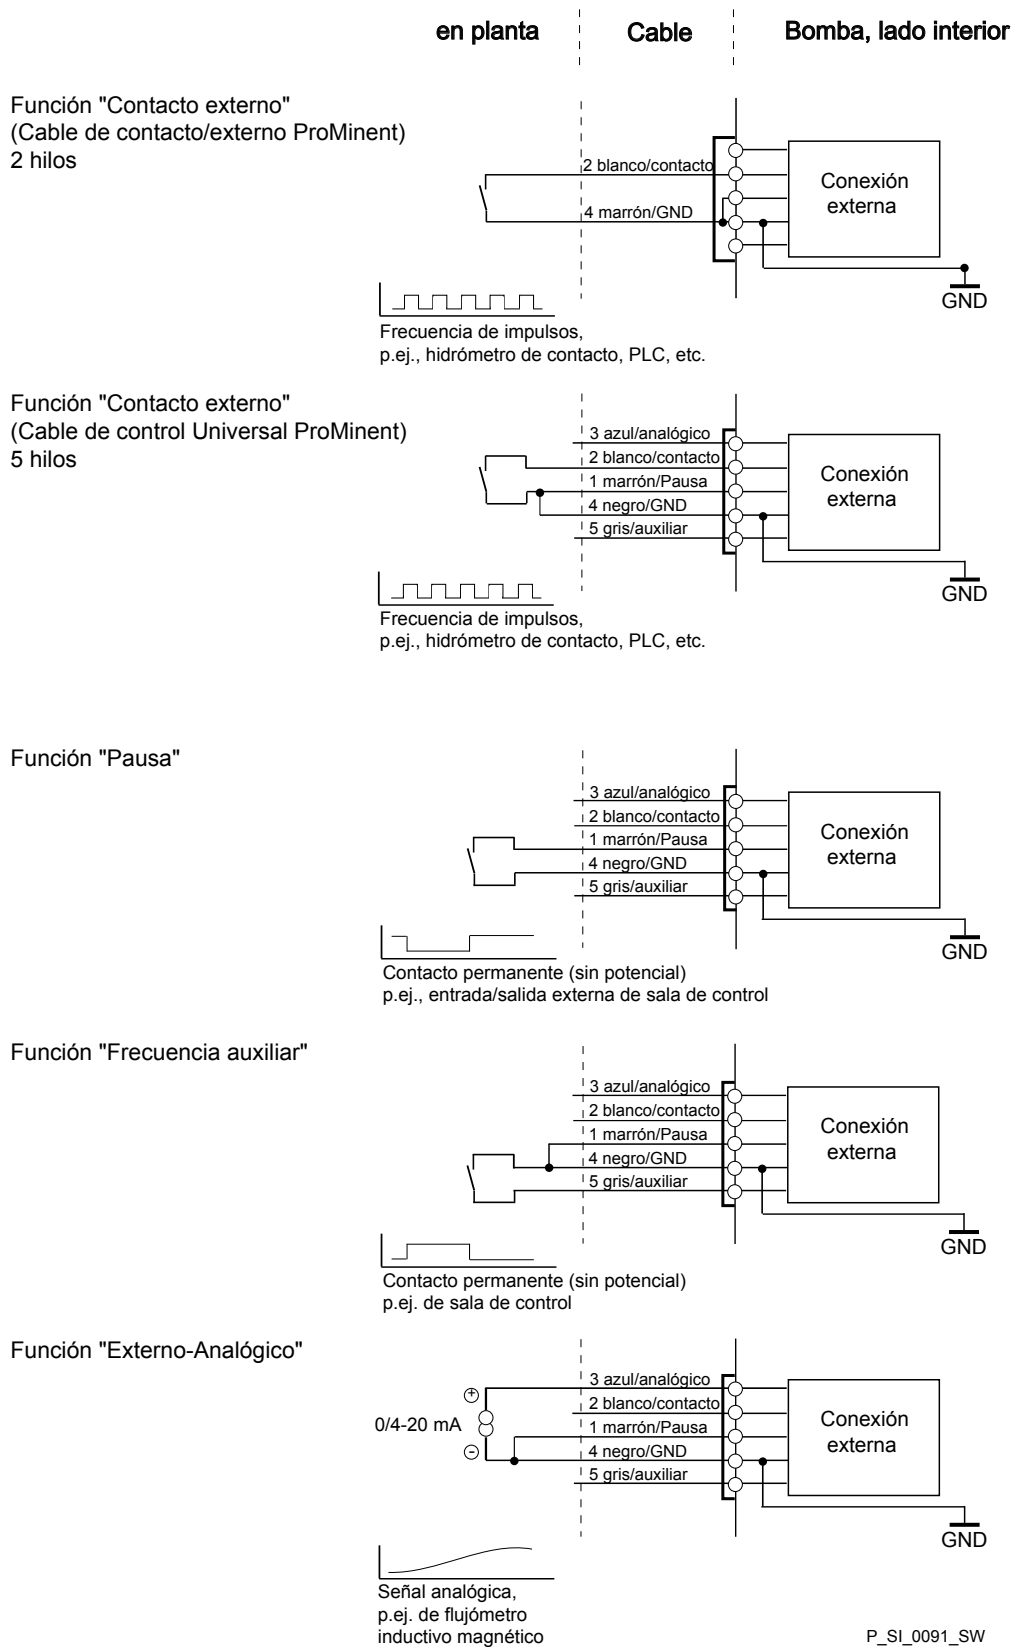 en planta
Cable
Bomba, lado interior
Función "Contacto externo"
(Cable de contacto/externo ProMinent)
2 hilos
2 blanco/contacto
4 marrón/GND
Conexión
externa
GND
Frecuencia de impulsos,
p.ej., hidrómetro de contacto, PLC, etc.
Función "Contacto externo"
(Cable de control Universal ProMinent)
5 hilos
3 azul/analógico
2 blanco/contacto
1 marrón/Pausa
4 negro/GND
5 gris/auxiliar
Conexión
externa
GND
Frecuencia de impulsos,
p.ej., hidrómetro de contacto, PLC, etc.
Función "Pausa"
3 azul/analógico
2 blanco/contacto
1 marrón/Pausa
4 negro/GND
5 gris/auxiliar
Conexión
externa
GND
Contacto permanente (sin potencial)
p.ej., entrada/salida externa de sala de control
Función "Frecuencia auxiliar"
3 azul/analógico
2 blanco/contacto
1 marrón/Pausa
4 negro/GND
5 gris/auxiliar
Conexión
externa
GND
Contacto permanente (sin potencial)
p.ej. de sala de control
Función "Externo-Analógico"
+
0/4-20 mA
-
3 azul/analógico
2 blanco/contacto
1 marrón/Pausa
4 negro/GND
5 gris/auxiliar
Conexión
externa
GND
Señal analógica,
p.ej. de flujómetro
inductivo magnético
P_SI_0091_SW